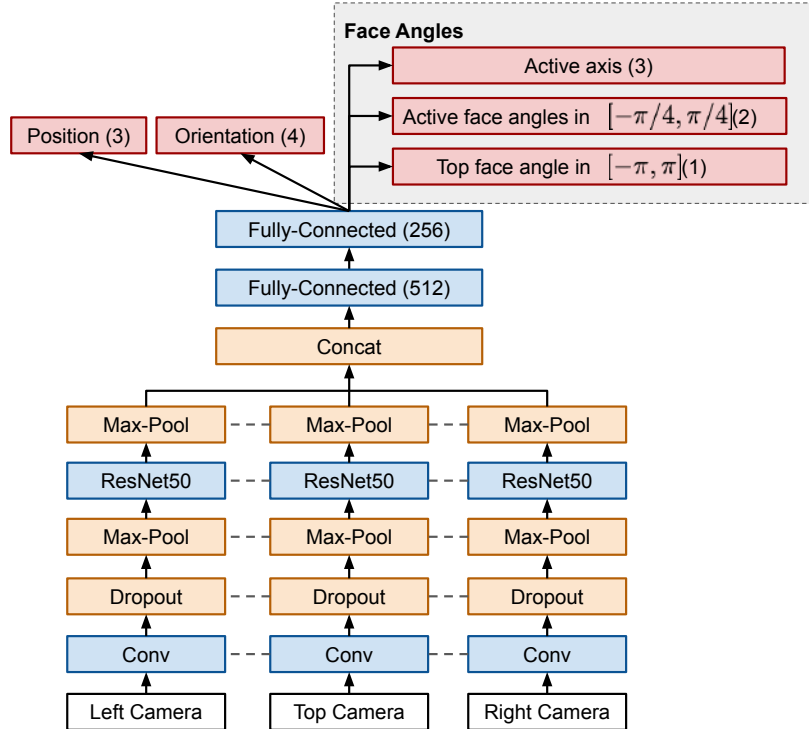 Face Angles
Active axis (3)
Active face angles in [−π/4, π/4](2)
Top face angle in [−π, π](1)
Position (3) Orientation (4)
Fully-Connected (256)
Fully-Connected (512)
Concat
Max-Pool Max-Pool Max-Pool
ResNet50 ResNet50 ResNet50
Max-Pool Max-Pool Max-Pool
Dropout Dropout Dropout
Conv Conv Conv
Left Camera Top Camera Right Camera